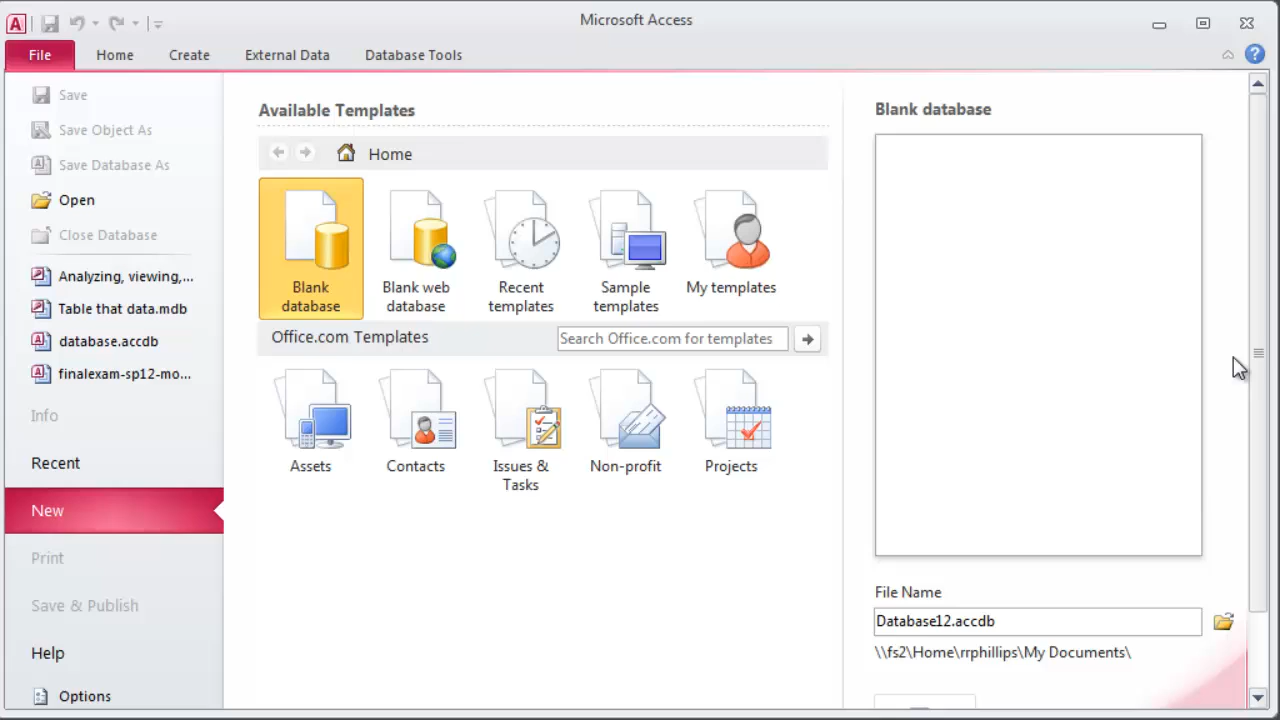 Microsoft Access
File Home Create External Data Database Tools
Save
Save Object As
Save Database As
Open
Close Database
Analyzing, viewing,...
Table that data.mdb
database.accdb
finalexam-sp12-mo...
Info
Recent
New
Print
Save & Publish
Help
Options
Available Templates
Home
Blank
database
Blank web
database
Recent
templates
Sample
templates
My templates
Office.com Templates
Search Office.com for templates
Assets
Contacts
Issues &
Tasks
Non-profit
Projects
Blank database
File Name
Database12.accdb
\\fs2\Home\rrphillips\My Documents\